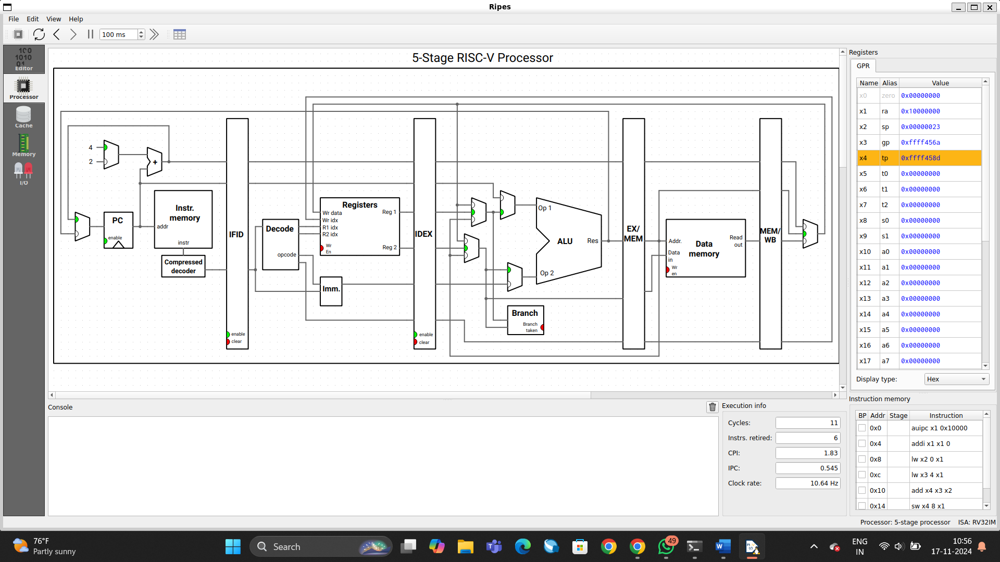 Ripes
File Edit View Help
100 ms
Editor
Processor
Cache
Memory
I/O
5-Stage RISC-V Processor
4
2
+
PC
enable
Instr. memory
addr
instr
Compressed decoder
IFID
enable
clear
Decode
opcode
Registers
Wr data
Wr idx
R1 idx
R2 idx
Wr En
Reg 1
Reg 2
Imm.
IDEX
enable
clear
Op 1
ALU
Res
Op 2
Branch
Branch taken
EX/ MEM
Addr.
Data in
Wr en
Data memory
Read out
MEM/ WB
Registers
GPR
Name Alias Value
x0 zero 0x00000000
x1 ra 0x10000000
x2 sp 0x00000023
x3 gp 0xffff456a
x4 tp 0xffff458d
x5 t0 0x00000000
x6 t1 0x00000000
x7 t2 0x00000000
x8 s0 0x00000000
x9 s1 0x00000000
x10 a0 0x00000000
x11 a1 0x00000000
x12 a2 0x00000000
x13 a3 0x00000000
x14 a4 0x00000000
x15 a5 0x00000000
x16 a6 0x00000000
x17 a7 0x00000000
Display type: Hex
Console
Execution info
Cycles: 11
Instrs. retired: 6
CPI: 1.83
IPC: 0.545
Clock rate: 10.64 Hz
Instruction memory
BP Addr Stage Instruction
0x0 auipc x1 0x10000
0x4 addi x1 x1 0
0x8 lw x2 0 x1
0xc lw x3 4 x1
0x10 add x4 x3 x2
0x14 sw x4 8 x1
Processor: 5-stage processor ISA: RV32IM
76°F
Partly sunny
Search
49
ENG
IN
10:56
17-11-2024